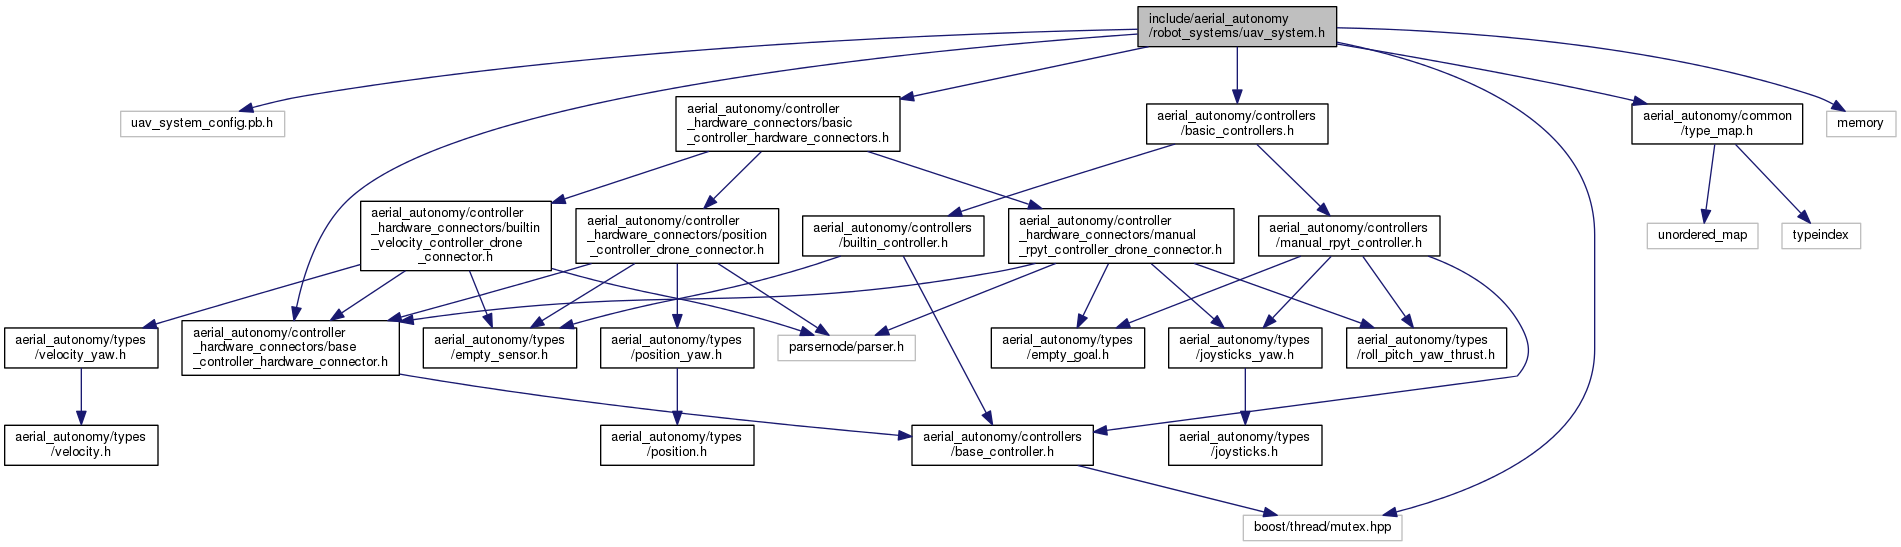 include/aerial_autonomy
/robot_systems/uav_system.h
uav_system_config.pb.h
aerial_autonomy/controller
_hardware_connectors/basic
_controller_hardware_connectors.h
aerial_autonomy/controllers
/basic_controllers.h
aerial_autonomy/common
/type_map.h
memory
aerial_autonomy/controller
_hardware_connectors/builtin
_velocity_controller_drone
_connector.h
aerial_autonomy/controller
_hardware_connectors/position
_controller_drone_connector.h
aerial_autonomy/controllers
/builtin_controller.h
aerial_autonomy/controller
_hardware_connectors/manual
_rpyt_controller_drone_connector.h
aerial_autonomy/controllers
/manual_rpyt_controller.h
unordered_map
typeindex
aerial_autonomy/types
/velocity_yaw.h
aerial_autonomy/controller
_hardware_connectors/base
_controller_hardware_connector.h
aerial_autonomy/types
/empty_sensor.h
aerial_autonomy/types
/position_yaw.h
parsernode/parser.h
aerial_autonomy/types
/empty_goal.h
aerial_autonomy/types
/joysticks_yaw.h
aerial_autonomy/types
/roll_pitch_yaw_thrust.h
aerial_autonomy/types
/velocity.h
aerial_autonomy/types
/position.h
aerial_autonomy/controllers
/base_controller.h
aerial_autonomy/types
/joysticks.h
boost/thread/mutex.hpp